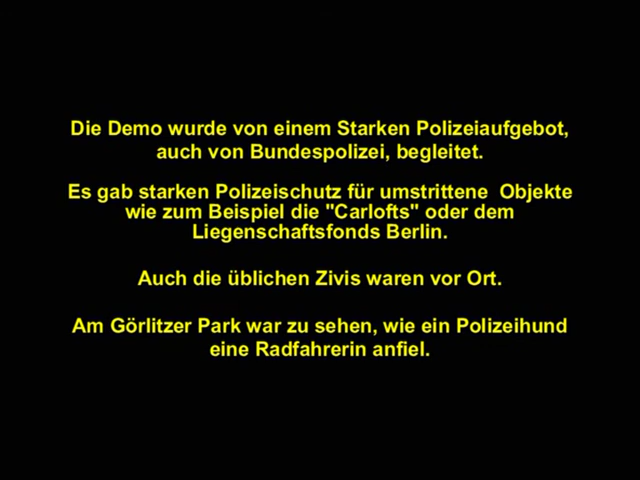 Die Demo wurde von einem Starken Polizeiaufgebot,
auch von Bundespolizei, begleitet.
Es gab starken Polizeischutz für umstrittene  Objekte
wie zum Beispiel die "Carlofts" oder dem
Liegenschaftsfonds Berlin.
Auch die üblichen Zivis waren vor Ort.
Am Görlitzer Park war zu sehen, wie ein Polizeihund
eine Radfahrerin anfiel.